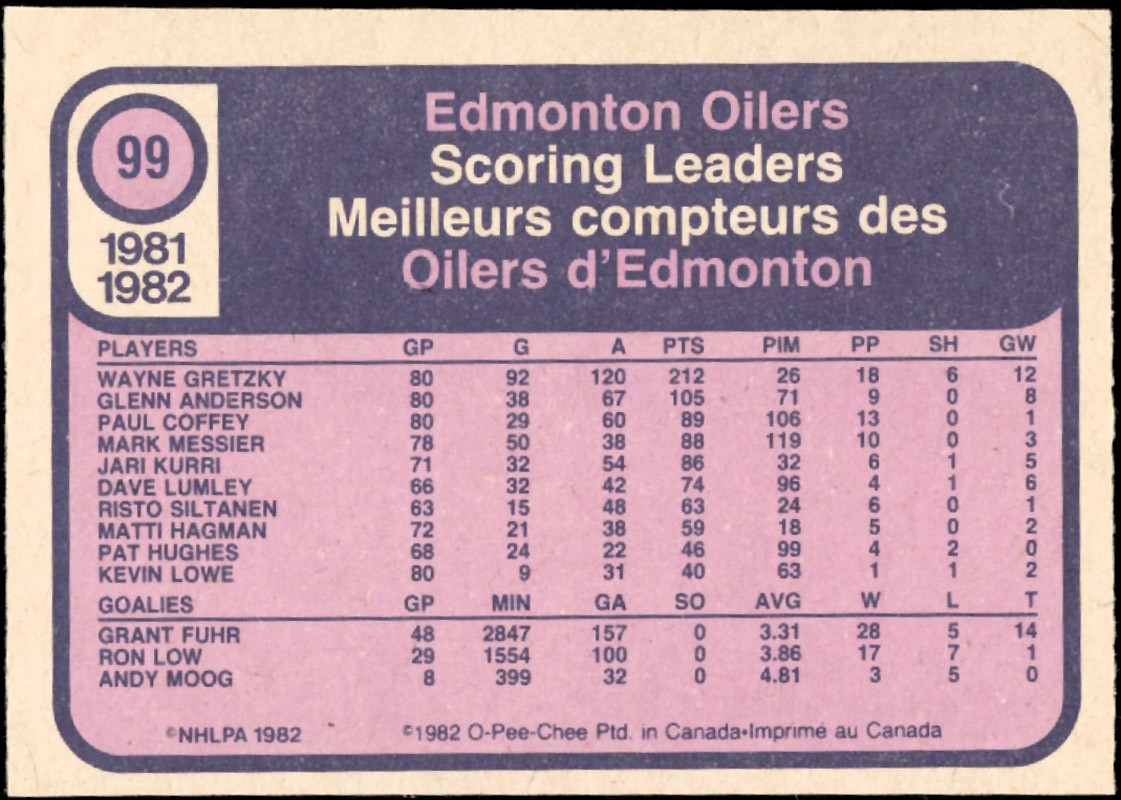 99
1981
1982
Edmonton Oilers
Scoring Leaders
Meilleurs compteurs des
Oilers d'Edmonton
PLAYERS GP G A PTS PIM PP SH GW
WAYNE GRETZKY 80 92 120 212 26 18 6 12
GLENN ANDERSON 80 38 67 105 71 9 0 8
PAUL COFFEY 80 29 60 89 106 13 0 1
MARK MESSIER 78 50 38 88 119 10 0 3
JARI KURRI 71 32 54 86 32 6 1 5
DAVE LUMLEY 66 32 42 74 96 4 1 6
RISTO SILTANEN 63 15 48 63 24 6 0 1
MATTI HAGMAN 72 21 38 59 18 5 0 2
PAT HUGHES 68 24 22 46 99 4 2 0
KEVIN LOWE 80 9 31 40 63 1 1 2
GOALIES GP MIN GA SO AVG W L T
GRANT FUHR 48 2847 157 0 3.31 28 5 14
RON LOW 29 1554 100 0 3.86 17 7 1
ANDY MOOG 8 399 32 0 4.81 3 5 0
©NHLPA 1982 ©1982 O-Pee-Chee Ptd. in Canada•Imprimé au Canada